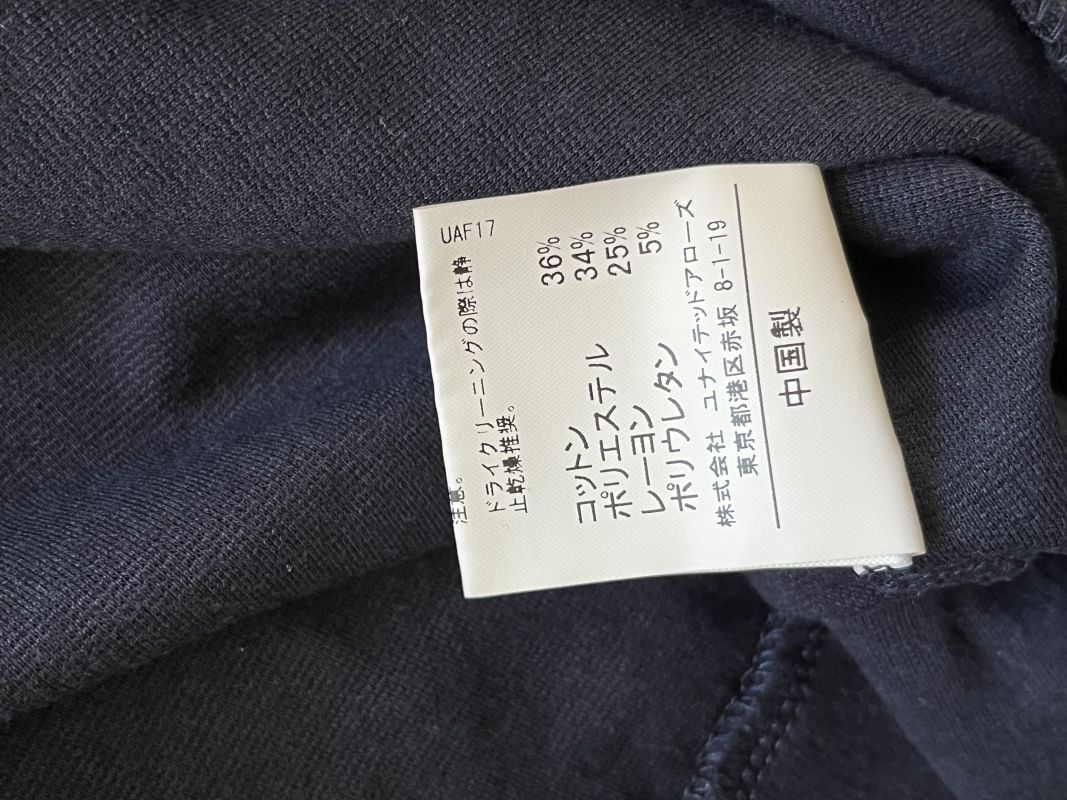 注意。
UAF17
ドライクリーニングの際は静
止乾燥推奨。
コットン 36%
ポリエステル 34%
レーヨン 25%
ポリウレタン 5%
株式会社 ユナイテッドアローズ
東京都港区赤坂 8-1-19
中国製